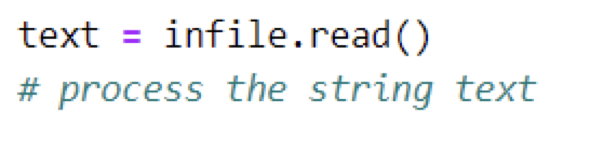 text = infile.read()
# process the string text